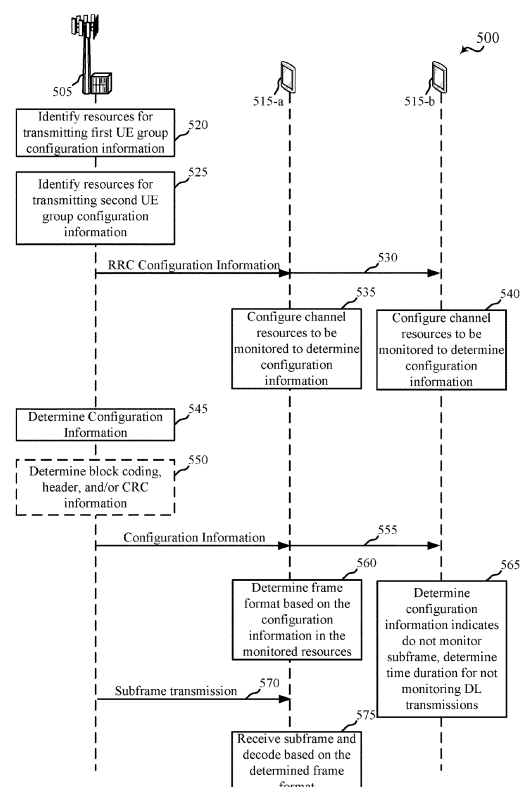 500
505
515-a
515-b
Identify resources for
transmitting first UE group
configuration information
520
Identify resources for
transmitting second UE
group configuration
information
525
RRC Configuration Information
530
Configure channel
resources to be
monitored to determine
configuration
information
535
Configure channel
resources to be
monitored to determine
configuration
information
540
Determine Configuration
Information
545
Determine block coding,
header, and/or CRC
information
550
Configuration Information
555
Determine frame
format based on the
configuration
information in the
monitored resources
560
Determine
configuration
information indicates
do not monitor
subframe, determine
time duration for not
monitoring DL
transmissions
565
Subframe transmission
570
Receive subframe and
decode based on the
determined frame
format
575